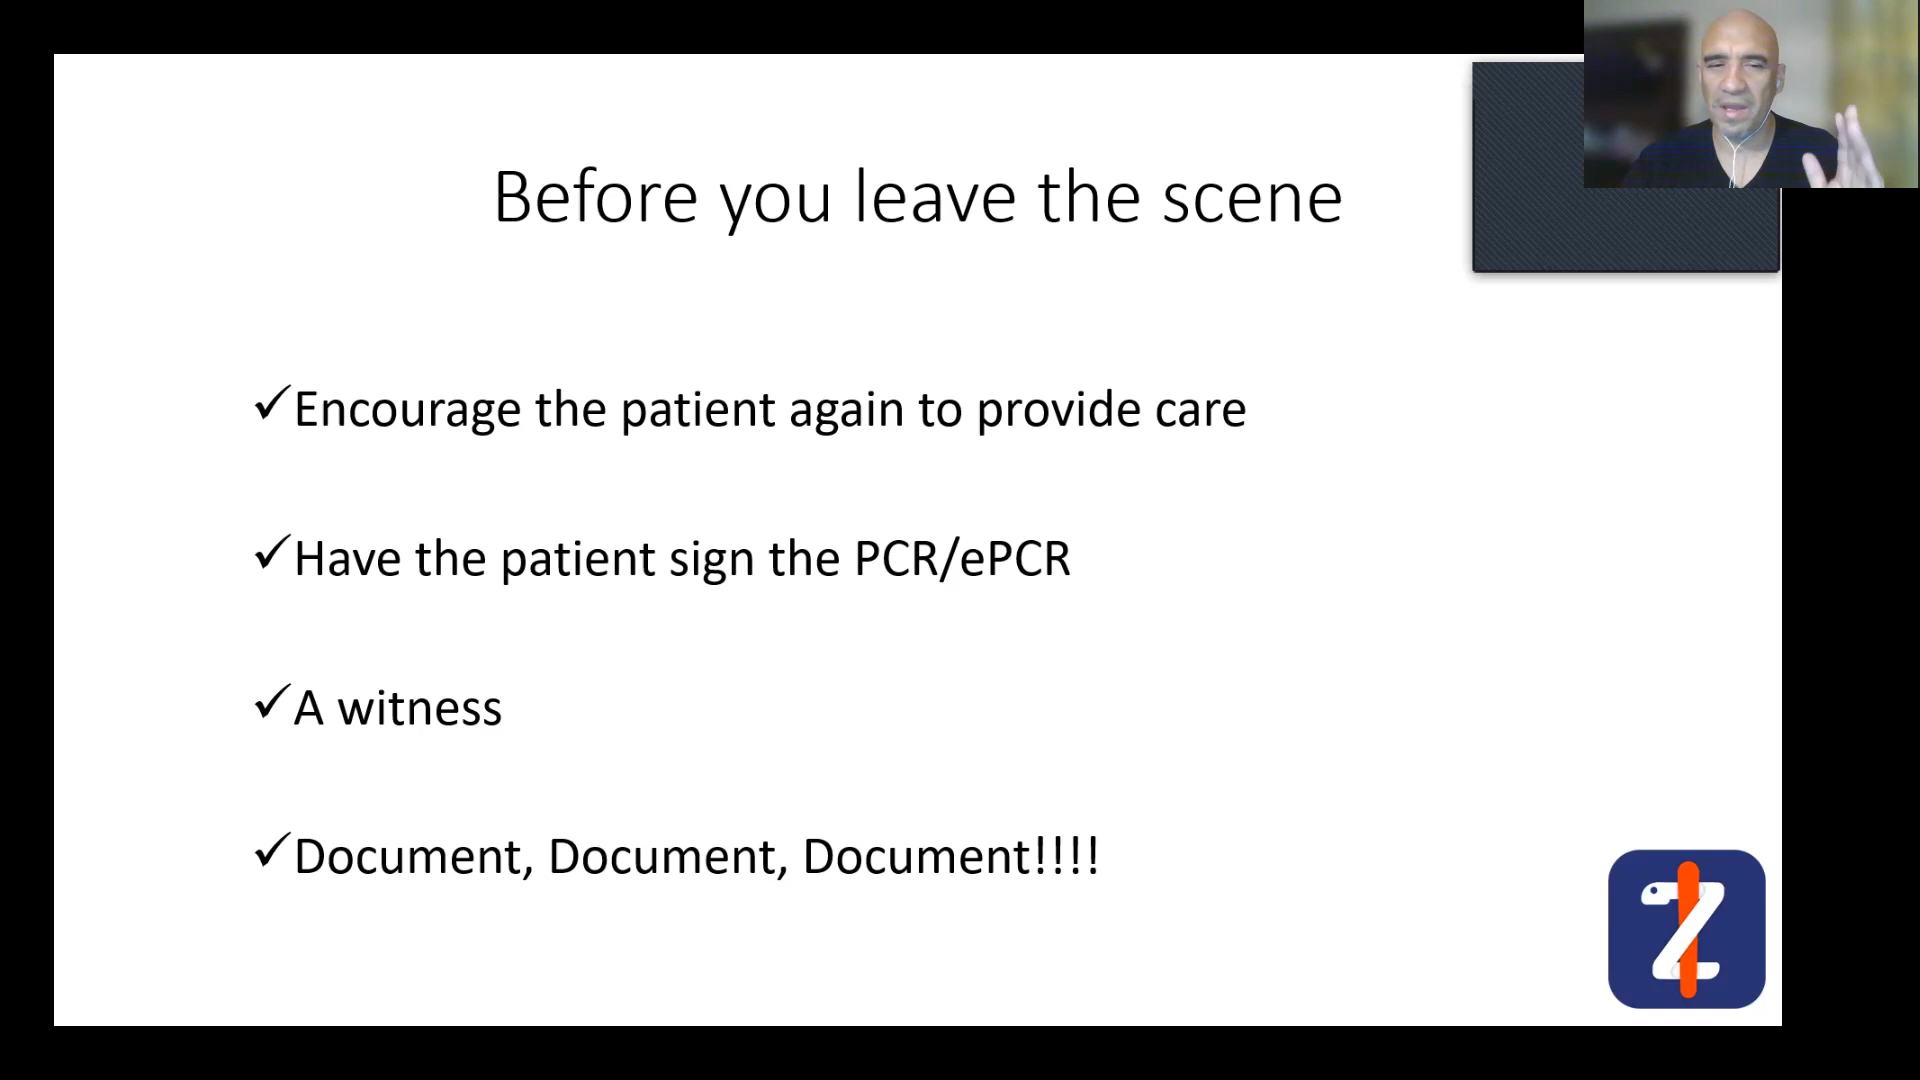 Before you leave the scene
✓Encourage the patient again to provide care
✓Have the patient sign the PCR/ePCR
✓A witness
✓Document, Document, Document!!!!